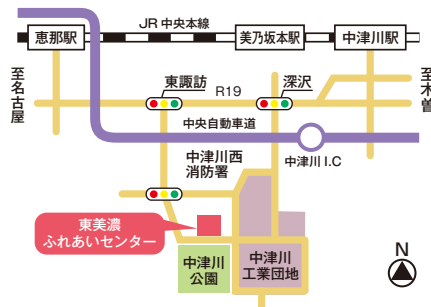 JR中央本線
恵那駅
美乃坂本駅
中津川駅
至名古屋
東諏訪
R19
深沢
至木曽
中央自動車道
中津川I.C
中津川西
消防署
東美濃
ふれあいセンター
中津川
公園
中津川
工業団地
N